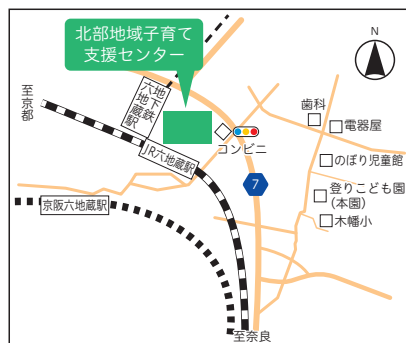 北部地域子育て
支援センター
N
至京都
地下鉄
六地蔵駅
歯科
電器屋
コンビニ
JR六地蔵駅
のぼり児童館
7
登りこども園
(本園)
京阪六地蔵駅
木幡小
至奈良